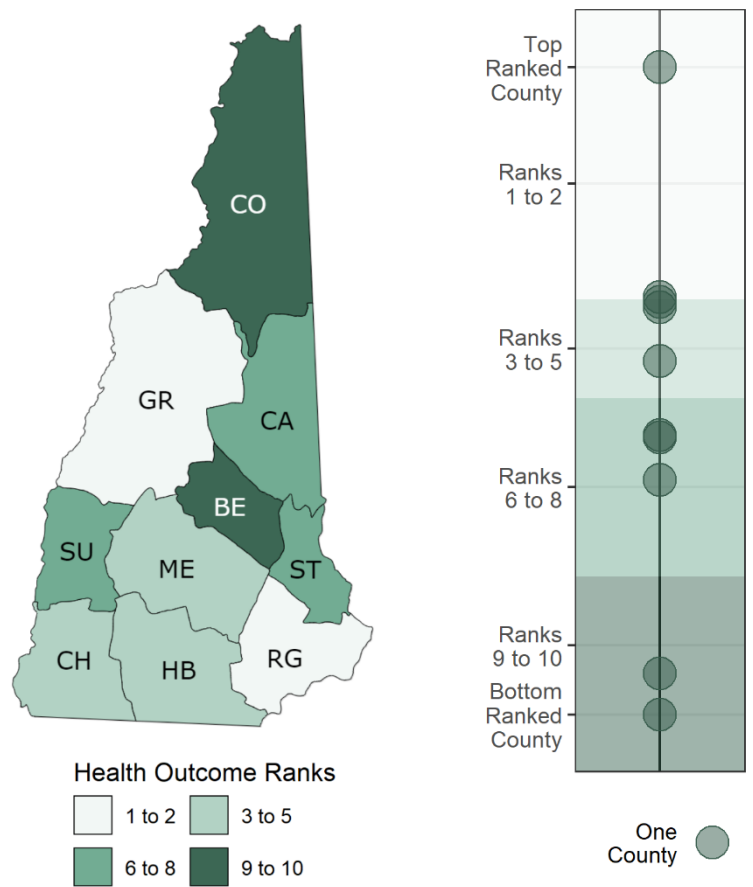 CO
GR
CA
BE
SU
ME
ST
CH
HB
RG
Health Outcome Ranks
1 to 2
3 to 5
6 to 8
9 to 10
Top
Ranked
County
Ranks
1 to 2
Ranks
3 to 5
Ranks
6 to 8
Ranks
9 to 10
Bottom
Ranked
County
One
County